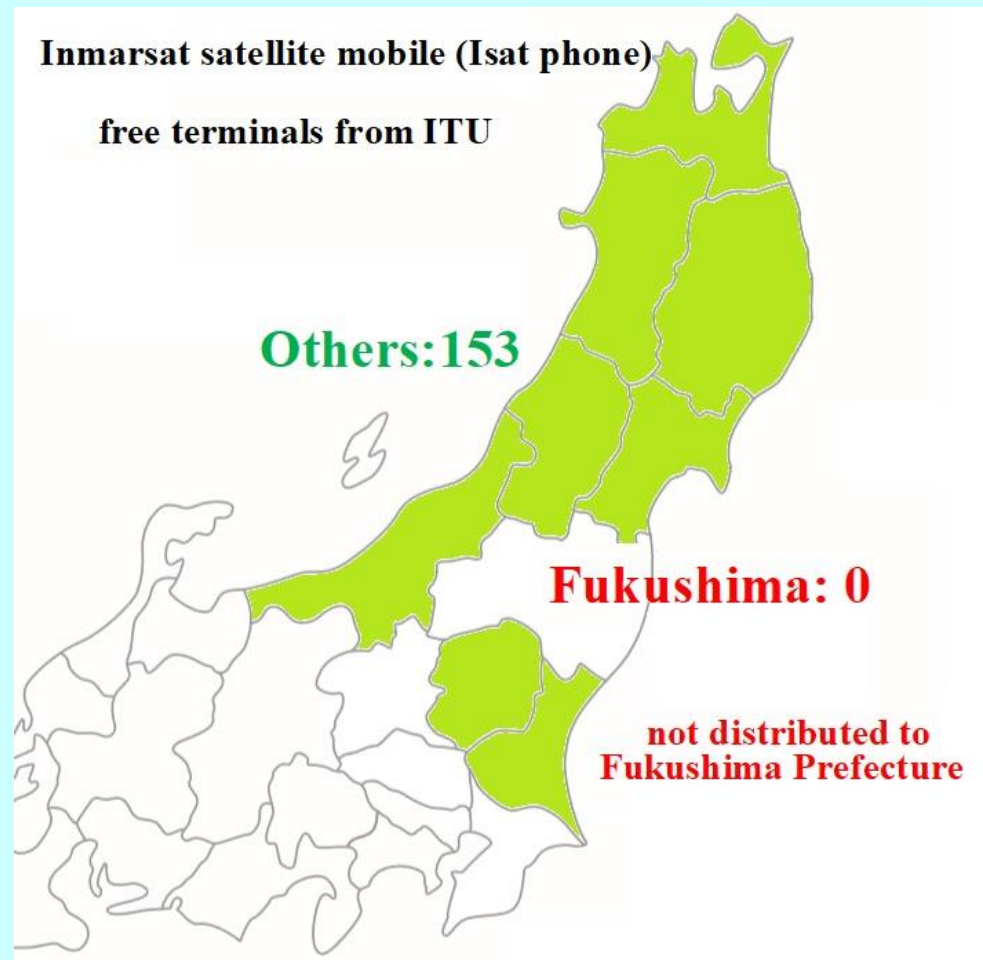 Inmarsat satellite mobile (Isat phone)
free terminals from ITU
Others:153
Fukushima: 0
not distributed to
Fukushima Prefecture